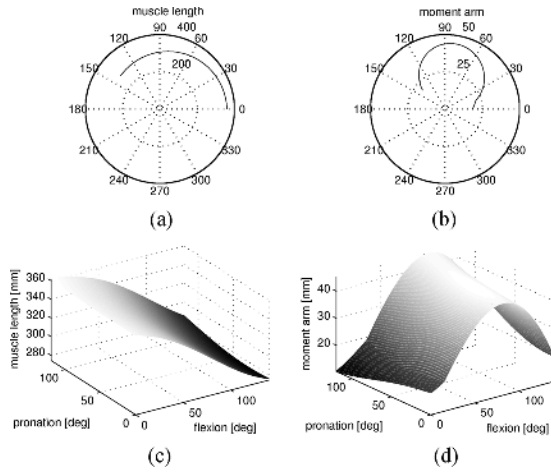 muscle length
90 400
120 60
150 200 30
180 0
210 330
240 300
270
(a)
moment arm
90 50
120 60
150 25 30
180 0
210 330
240 300
270
(b)
360
340
320
300
280
muscle length [mm]
100
50
0
pronation [deg]
0
50
100
flexion [deg]
(c)
40
30
20
moment arm [mm]
100
50
0
pronation [deg]
0
50
100
flexion [deg]
(d)